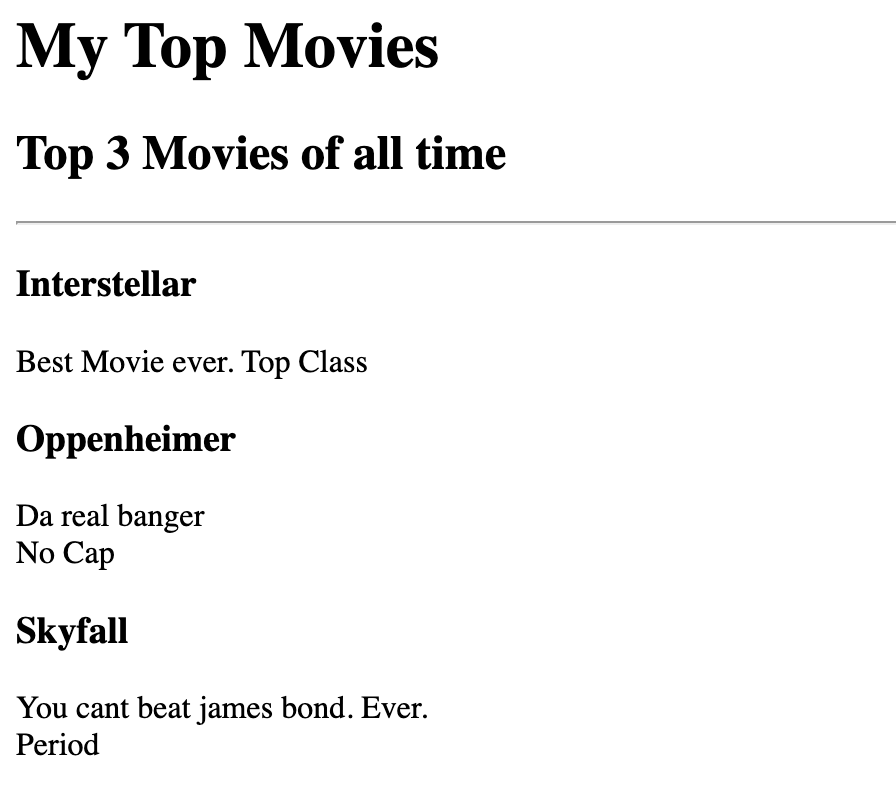 My Top Movies
Top 3 Movies of all time
Interstellar
Best Movie ever. Top Class
Oppenheimer
Da real banger
No Cap
Skyfall
You cant beat james bond. Ever.
Period